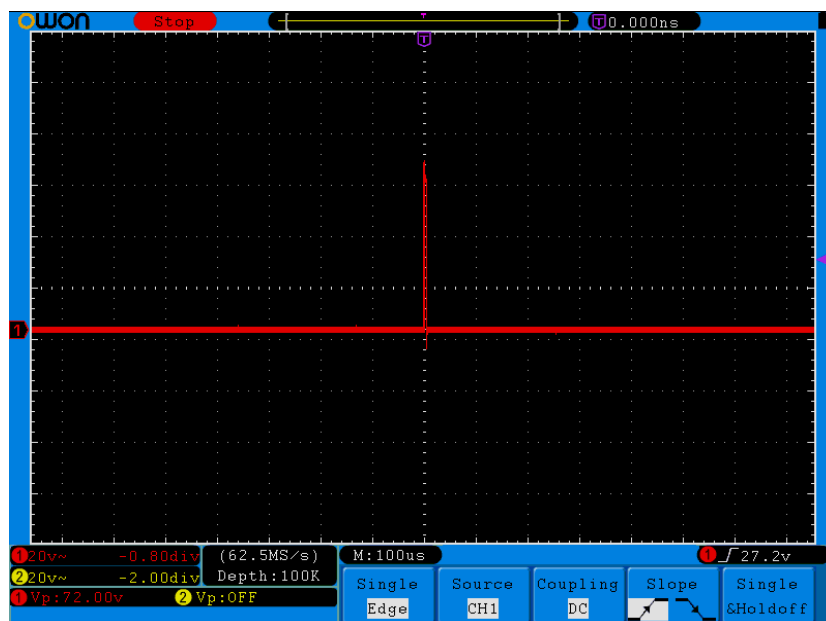 OWON Stop T 0.000ns
T
1
1 20v~ -0.80div (62.5MS/s) M:100us 1 27.2v
2 20v~ -2.00div Depth:100K
1 Vp:72.00v 2 Vp:OFF
Single Source Coupling Slope Single
Edge CH1 DC &Holdoff